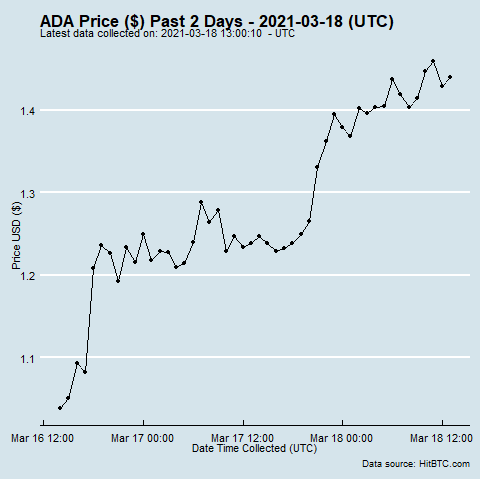 ADA Price ($) Past 2 Days - 2021-03-18 (UTC)
Latest data collected on: 2021-03-18 13:00:10 - UTC
1.4
1.3
1.2
1.1
Price USD ($)
Mar 16 12:00 Mar 17 00:00 Mar 17 12:00 Mar 18 00:00 Mar 18 12:00
Date Time Collected (UTC)
Data source: HitBTC.com